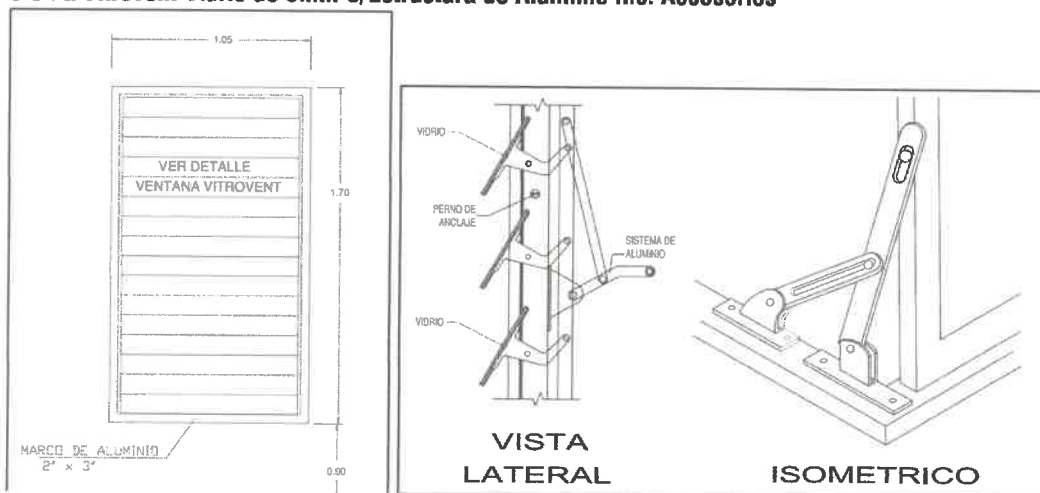 1.05
VER DETALLE
VENTANA VITROVENT
1.70
MARCO DE ALUMINIO
2" x 3"
0.90
VIDRIO
PERNO DE
ANCLAJE
SISTEMA DE
ALUMINIO
VIDRIO
VISTA
LATERAL
ISOMETRICO